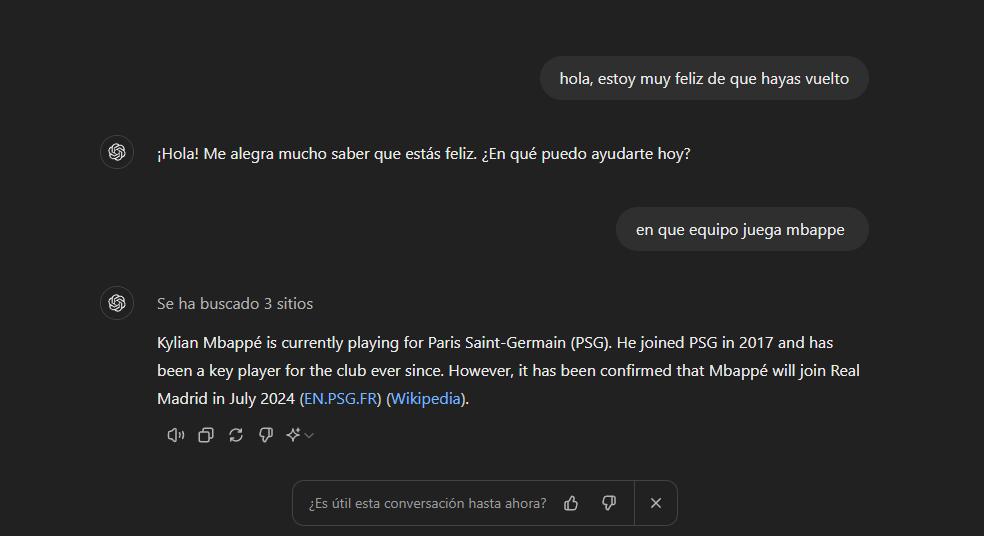 hola, estoy muy feliz de que hayas vuelto
¡Hola! Me alegra mucho saber que estás feliz. ¿En qué puedo ayudarte hoy?
en que equipo juega mbappe
Se ha buscado 3 sitios
Kylian Mbappé is currently playing for Paris Saint-Germain (PSG). He joined PSG in 2017 and has
been a key player for the club ever since. However, it has been confirmed that Mbappé will join Real
Madrid in July 2024 (EN.PSG.FR) (Wikipedia).
¿Es útil esta conversación hasta ahora?